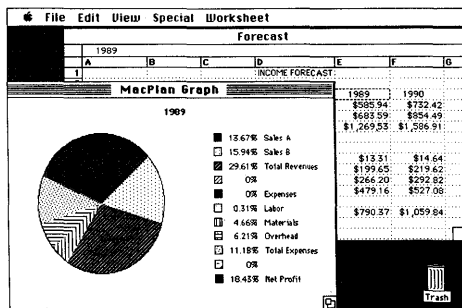 File Edit View Special Worksheet
Forecast
1989
A B C D E F G
1 INCOME FORECAST
MacPlan Graph
1989
13.67% Sales A
15.94% Sales B
29.61% Total Revenues
0%
0% Expenses
0.31% Labor
4.66% Materials
6.21% Overhead
11.18% Total Expenses
0%
18.43% Net Profit
1989 1990
$585.94 $732.42
$683.59 $854.49
$1,269.53 $1,586.91
$13.31 $14.64
$199.65 $219.62
$266.20 $292.82
$479.16 $527.08
$790.37 $1,059.84
Trash